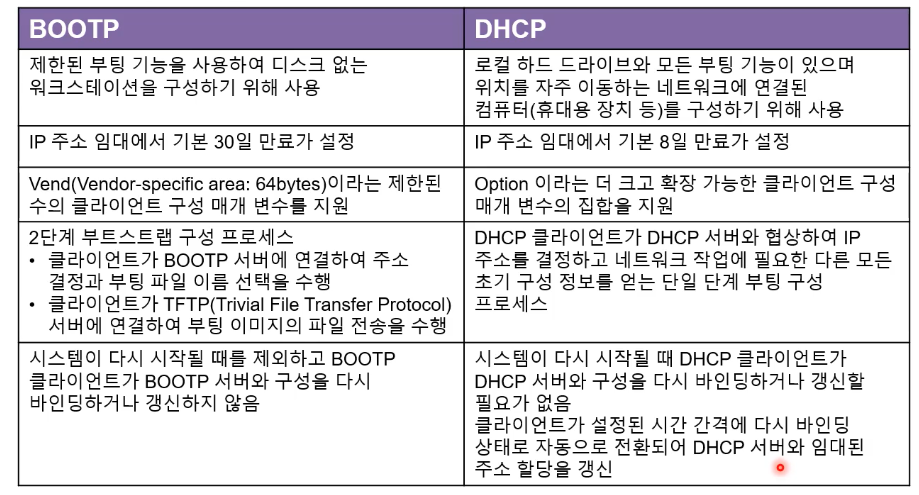 BOOTP
DHCP
제한된 부팅 기능을 사용하여 디스크 없는
워크스테이션을 구성하기 위해 사용
로컬 하드 드라이브와 모든 부팅 기능이 있으며
위치를 자주 이동하는 네트워크에 연결된
컴퓨터(휴대용 장치 등)를 구성하기 위해 사용
IP 주소 임대에서 기본 30일 만료가 설정
IP 주소 임대에서 기본 8일 만료가 설정
Vend(Vendor-specific area: 64bytes)이라는 제한된
수의 클라이언트 구성 매개 변수를 지원
Option 이라는 더 크고 확장 가능한 클라이언트 구성
매개 변수의 집합을 지원
2단계 부트스트랩 구성 프로세스
• 클라이언트가 BOOTP 서버에 연결하여 주소
결정과 부팅 파일 이름 선택을 수행
• 클라이언트가 TFTP(Trivial File Transfer Protocol)
서버에 연결하여 부팅 이미지의 파일 전송을 수행
DHCP 클라이언트가 DHCP 서버와 협상하여 IP
주소를 결정하고 네트워크 작업에 필요한 다른 모든
초기 구성 정보를 얻는 단일 단계 부팅 구성
프로세스
시스템이 다시 시작될 때를 제외하고 BOOTP
클라이언트가 BOOTP 서버와 구성을 다시
바인딩하거나 갱신하지 않음
시스템이 다시 시작될 때 DHCP 클라이언트가
DHCP 서버와 구성을 다시 바인딩하거나 갱신할
필요가 없음
클라이언트가 설정된 시간 간격에 다시 바인딩
상태로 자동으로 전환되어 DHCP 서버와 임대된
주소 할당을 갱신